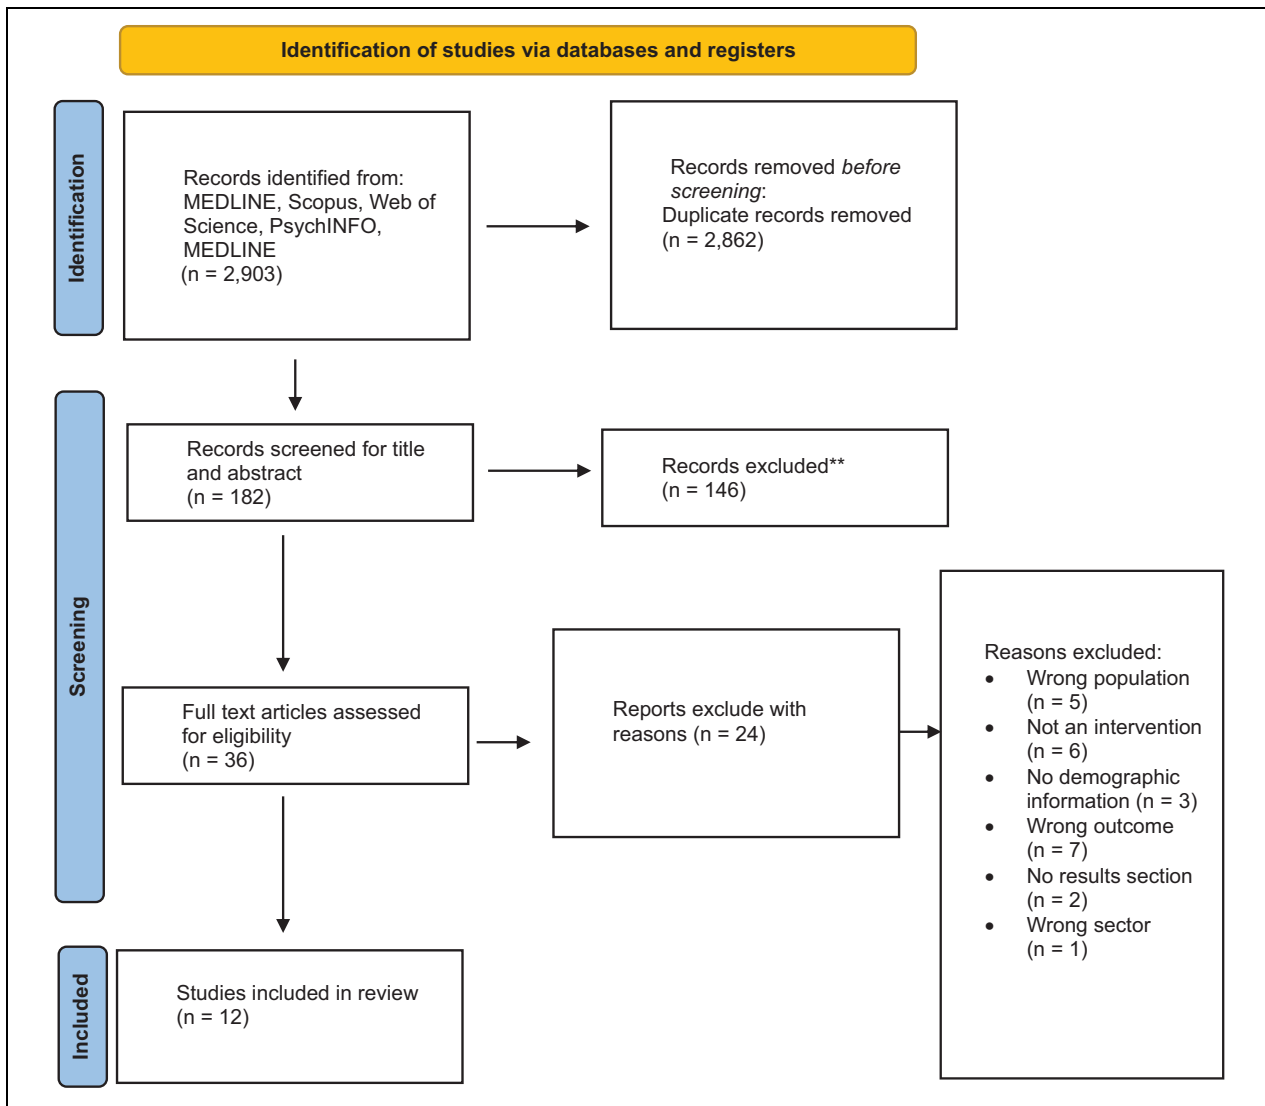 Identification of studies via databases and registers
Identification
Records identified from:
MEDLINE, Scopus, Web of
Science, PsychINFO,
MEDLINE
(n = 2,903)
Records removed before
screening:
Duplicate records removed
(n = 2,862)
Screening
Records screened for title
and abstract
(n = 182)
Records excluded**
(n = 146)
Full text articles assessed
for eligibility
(n = 36)
Reports exclude with
reasons (n = 24)
Reasons excluded:
• Wrong population
(n = 5)
• Not an intervention
(n = 6)
• No demographic
information (n = 3)
• Wrong outcome
(n = 7)
• No results section
(n = 2)
• Wrong sector
(n = 1)
Included
Studies included in review
(n = 12)